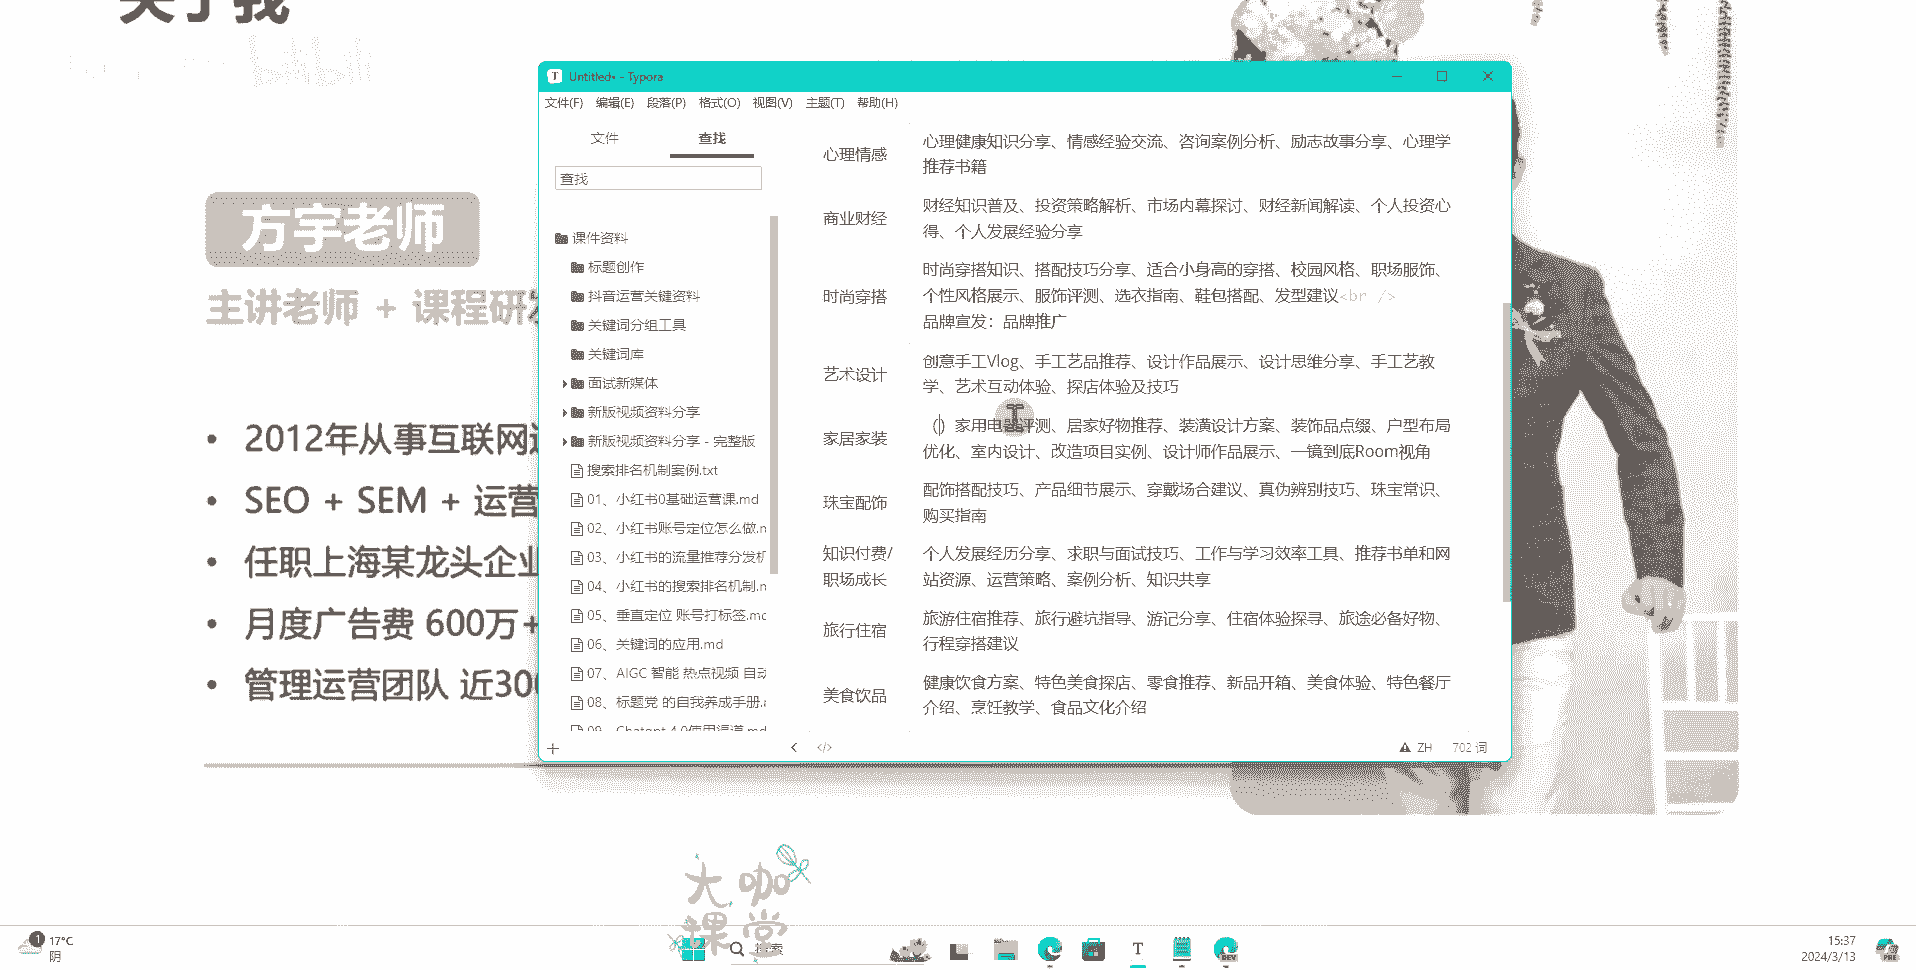 关于我
bilibili
方宇老师
主讲老师 + 课程研
2012年从事互联网
SEO + SEM + 运营
任职上海某龙头企业
月度广告费 600万+
管理运营团队 近300
Untitled• - Typora
文件(F) 编辑(E) 段落(P) 格式(O) 视图(V) 主题(T) 帮助(H)
文件 查找
查找
课件资料
标题创作
抖音运营关键资料
关键词分组工具
关键词库
面试新媒体
新版视频资料分享
新版视频资料分享 - 完整版
搜索排名机制案例.txt
01、小红书0基础运营课.md
02、小红书账号定位怎么做.m
03、小红书的流量推荐分发机
04、小红书的搜索排名机制.m
05、垂直定位 账号打标签.md
06、关键词的应用.md
07、AIGC 智能 热点视频 自动
08、标题党 的自我养成手册.
09、Chatgpt 4.0使用渠道.md
心理情感
心理健康知识分享、情感经验交流、咨询案例分析、励志故事分享、心理学
推荐书籍
商业财经
财经知识普及、投资策略解析、市场内幕探讨、财经新闻解读、个人投资心
得、个人发展经验分享
时尚穿搭
时尚穿搭知识、搭配技巧分享、适合小身高的穿搭、校园风格、职场服饰、
个性风格展示、服饰评测、选衣指南、鞋包搭配、发型建议<br />
品牌宣发：品牌推广
艺术设计
创意手工Vlog、手工艺品推荐、设计作品展示、设计思维分享、手工艺教
学、艺术互动体验、探店体验及技巧
家居家装
（）家用电器评测、居家好物推荐、装潢设计方案、装饰品点缀、户型布局
优化、室内设计、改造项目实例、设计师作品展示、一镜到底Room视角
珠宝配饰
配饰搭配技巧、产品细节展示、穿戴场合建议、真伪辨别技巧、珠宝常识、
购买指南
知识付费/
职场成长
个人发展经历分享、求职与面试技巧、工作与学习效率工具、推荐书单和网
站资源、运营策略、案例分析、知识共享
旅行住宿
旅游住宿推荐、旅行避坑指导、游记分享、住宿体验探寻、旅途必备好物、
行程穿搭建议
美食饮品
健康饮食方案、特色美食探店、零食推荐、新品开箱、美食体验、特色餐厅
介绍、烹饪教学、食品文化介绍
ZH 702 词
大咖
课堂
1 17°C
阴
搜索
T
DEV
15:37
2024/3/13
PRE